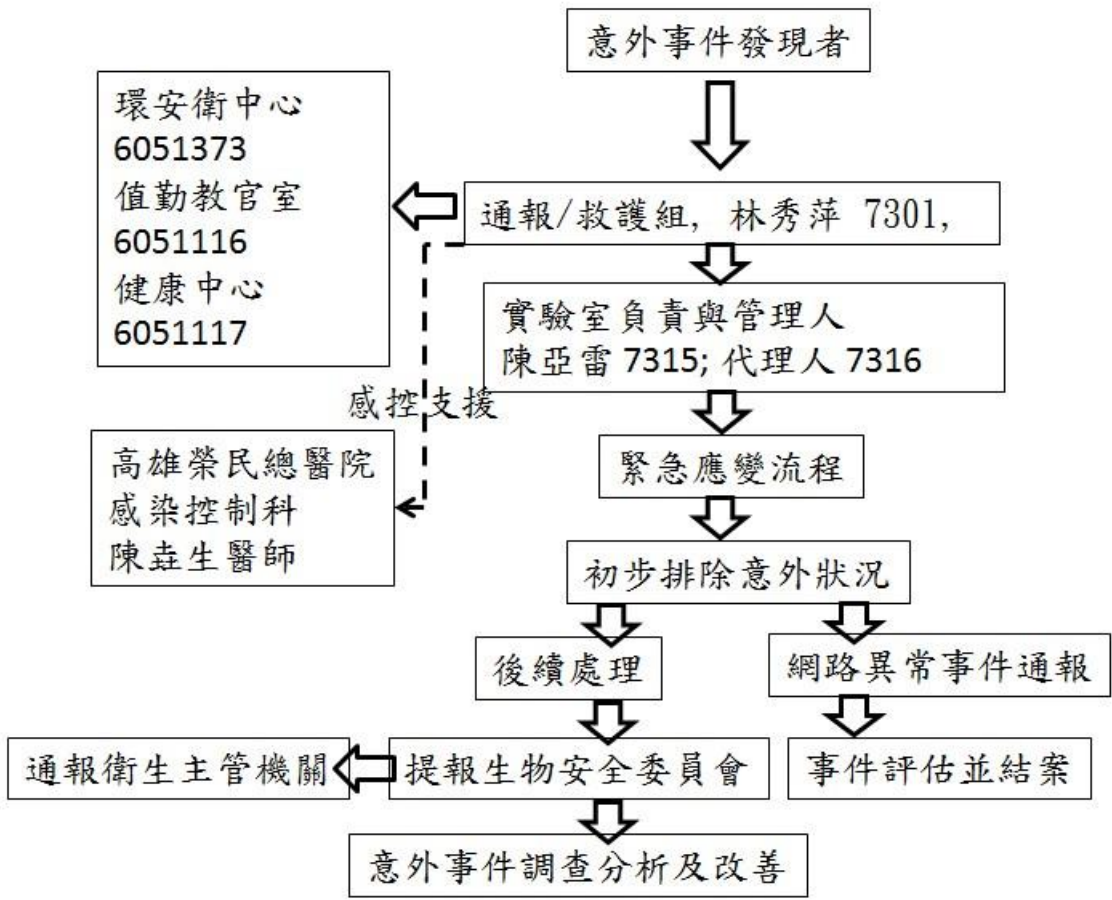 意外事件發現者
環安衛中心
6051373
值勤教官室
6051116
健康中心
6051117
通報/救護組, 林秀萍 7301,
實驗室負責與管理人
陳亞雷 7315; 代理人 7316
感控支援
高雄榮民總醫院
感染控制科
陳垚生醫師
緊急應變流程
初步排除意外狀況
後續處理
網路異常事件通報
通報衛生主管機關
提報生物安全委員會
事件評估並結案
意外事件調查分析及改善